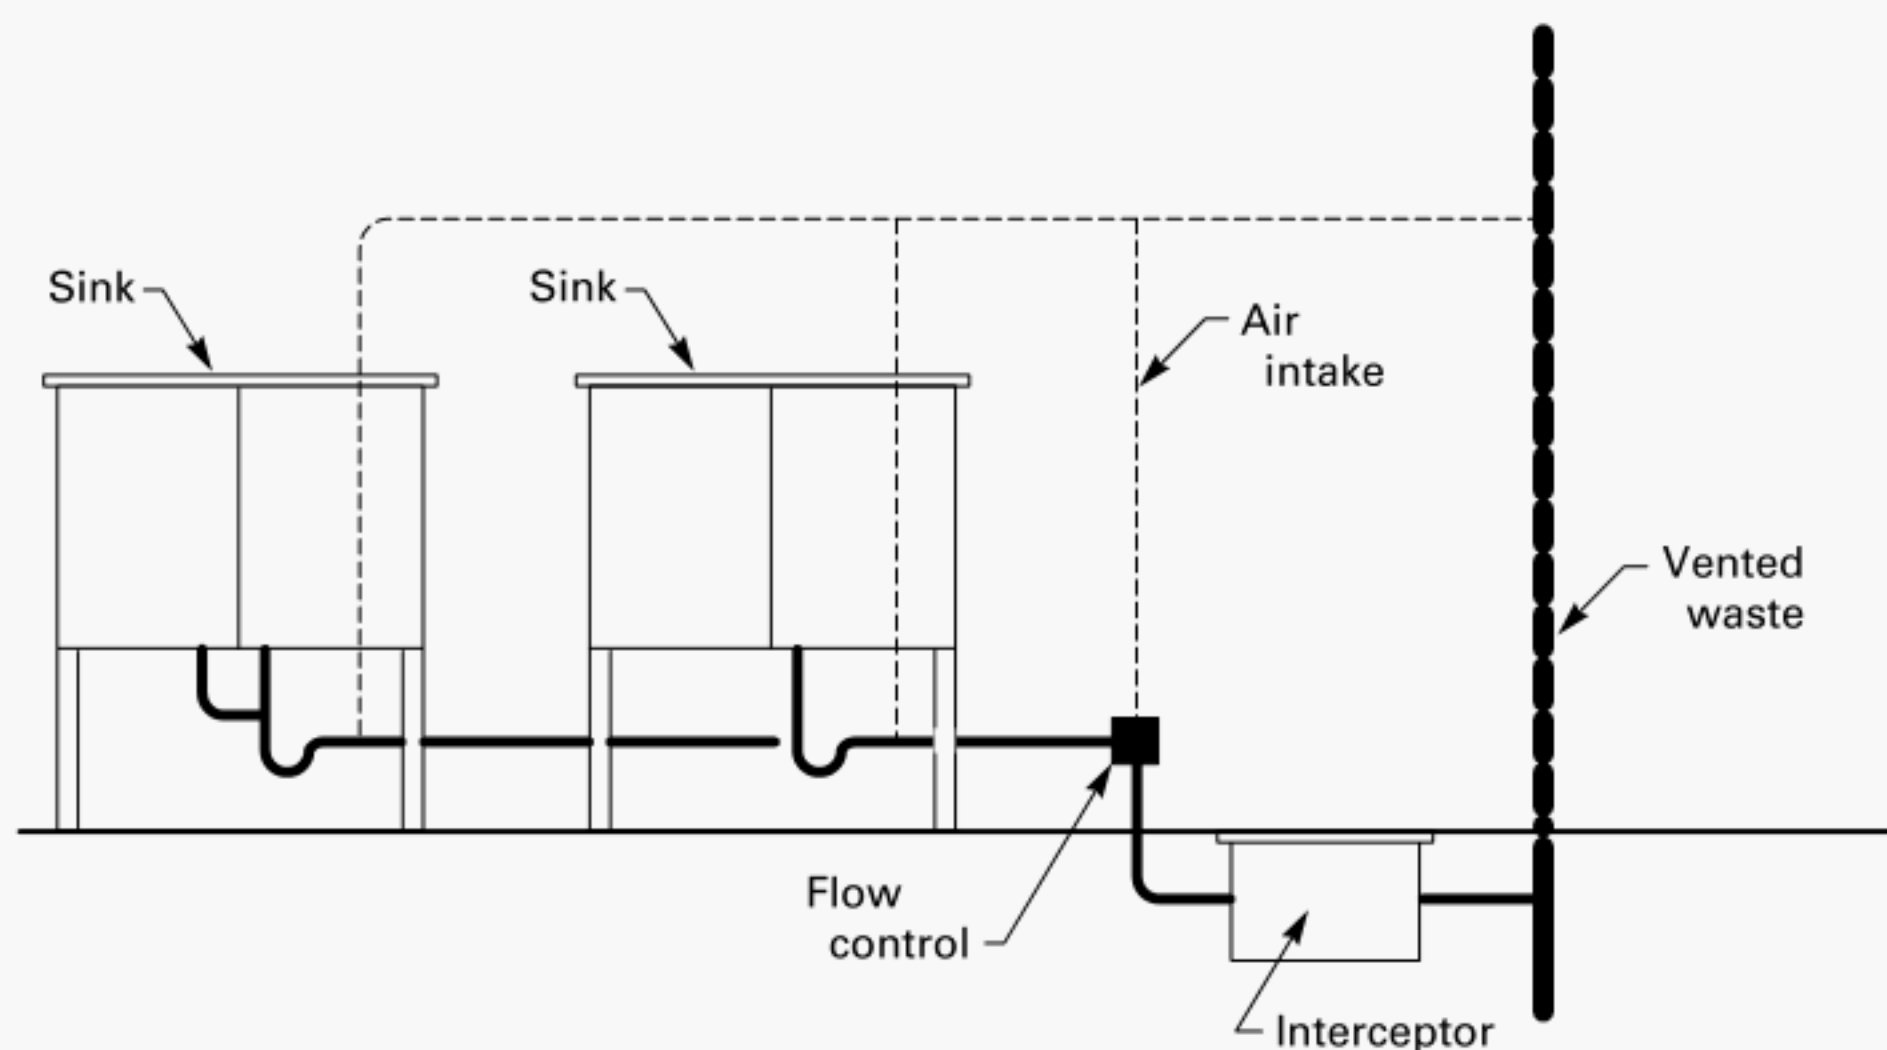 Sink
Sink
Air
intake
Vented
waste
Flow
control
Interceptor